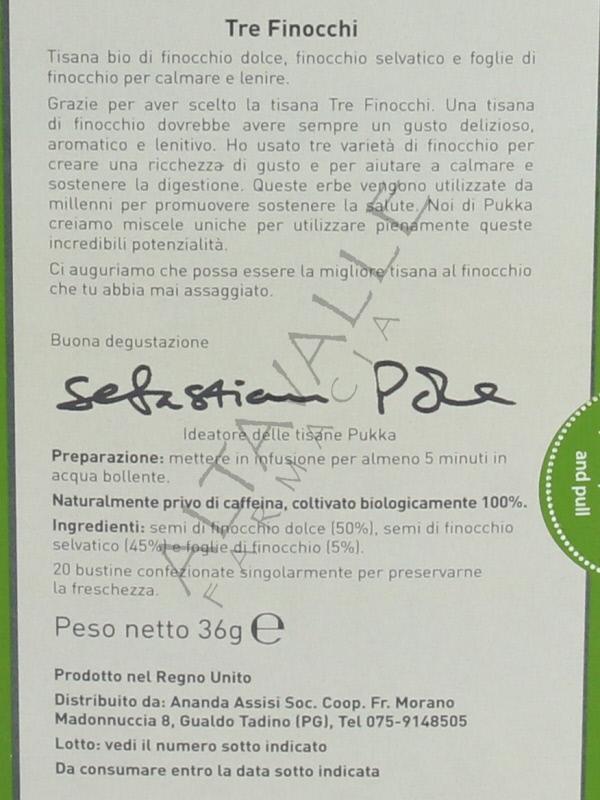 Tre Finocchi
Tisana bio di finocchio dolce, finocchio selvatico e foglie di
finocchio per calmare e lenire.
Grazie per aver scelto la tisana Tre Finocchi. Una tisana
di finocchio dovrebbe avere sempre un gusto delizioso,
aromatico e lenitivo. Ho usato tre varietà di finocchio per
creare una ricchezza di gusto e per aiutare a calmare e
sostenere la digestione. Queste erbe vengono utilizzate da
millenni per promuovere sostenere la salute. Noi di Pukka
creiamo miscele uniche per utilizzare pienamente queste
incredibili potenzialità.
Ci auguriamo che possa essere la migliore tisana al finocchio
che tu abbia mai assaggiato.
Buona degustazione
Sebastian Pole
Ideatore delle tisane Pukka
Preparazione: mettere in infusione per almeno 5 minuti in
acqua bollente.
Naturalmente privo di caffeina, coltivato biologicamente 100%.
Ingredienti: semi di finocchio dolce (50%), semi di finocchio
selvatico (45%) e foglie di finocchio (5%).
20 bustine confezionate singolarmente per preservarne
la freschezza.
Peso netto 36g e
Prodotto nel Regno Unito
Distribuito da: Ananda Assisi Soc. Coop. Fr. Morano
Madonnuccia 8, Gualdo Tadino (PG), Tel 075-9148505
Lotto: vedi il numero sotto indicato
Da consumare entro la data sotto indicata
and pull
ALTAVALLE
FARMACIA